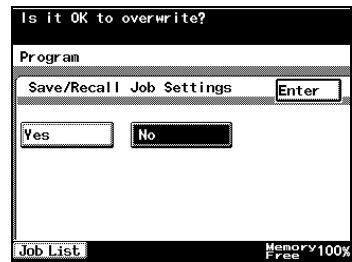 Is it OK to overwrite?
Program
Save/Recall Job Settings
Enter
Yes
No
Job List
Memory Free 100%